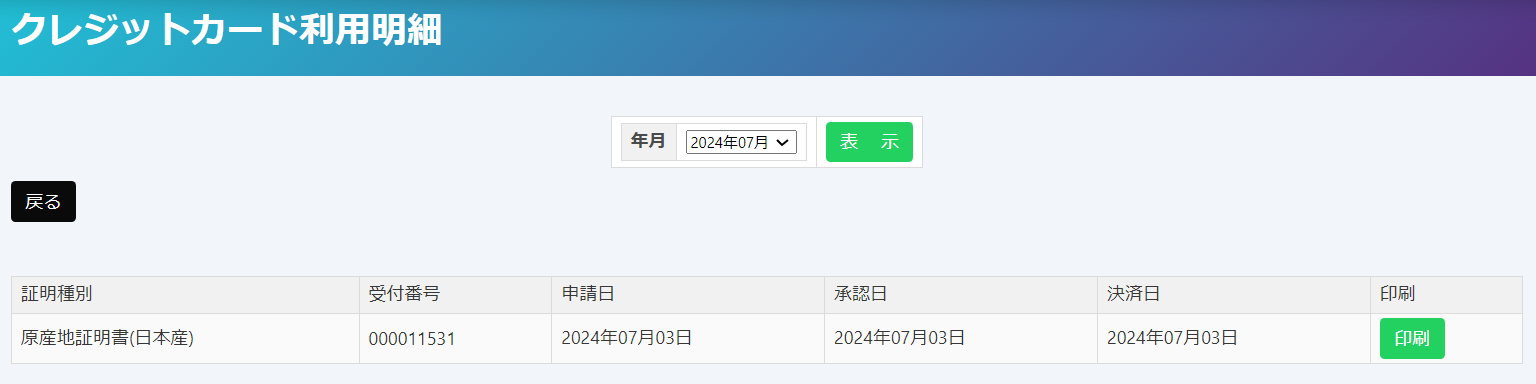 クレジットカード利用明細
年月 2024年07月 表 示
戻る
証明種別 受付番号 申請日 承認日 決済日 印刷
原産地証明書(日本産) 000011531 2024年07月03日 2024年07月03日 2024年07月03日 印刷